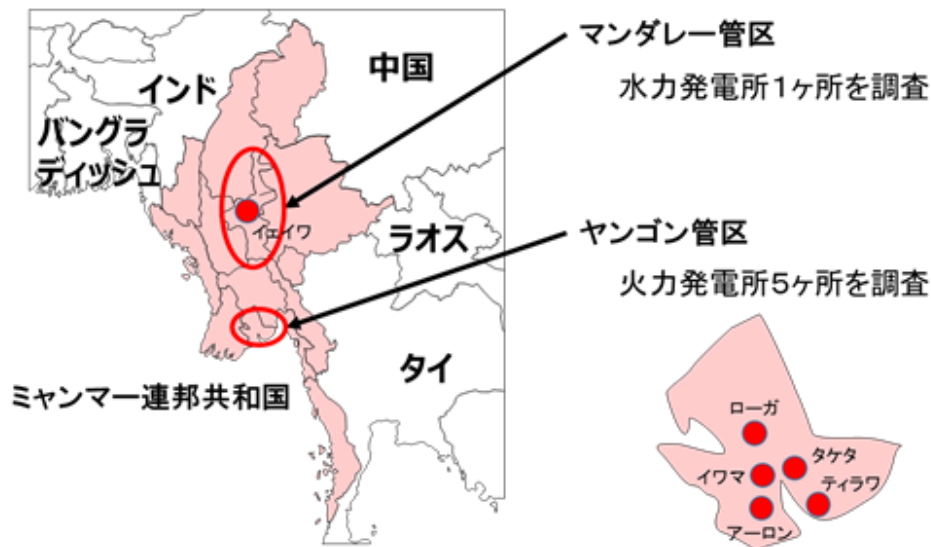 マンダレー管区
水力発電所1ヶ所を調査
中国
インド
バングラ
ディッシュ
イェイワ
ラオス
ヤンゴン管区
火力発電所5ヶ所を調査
タイ
ミャンマー連邦共和国
ローガ
タケタ
イワマ
ティラワ
アーロン